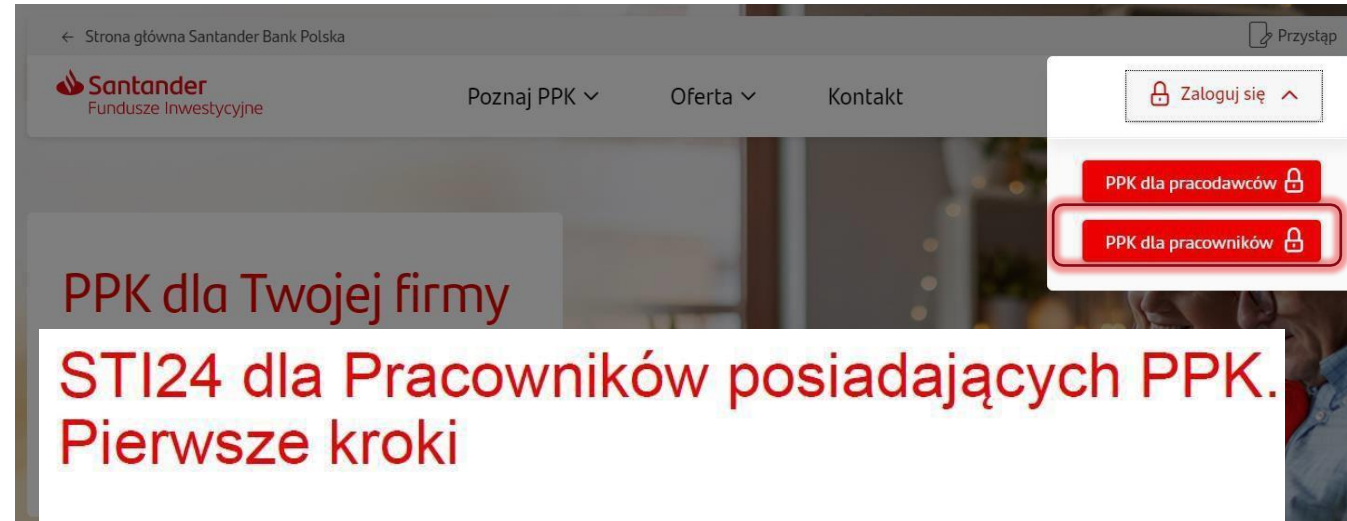 ← Strona główna Santander Bank Polska
Przystąp
Santander
Fundusze Inwestycyjne
Poznaj PPK
Oferta
Kontakt
Zaloguj się
PPK dla pracodawców
PPK dla pracowników
PPK dla Twojej firmy
STI24 dla Pracowników posiadających PPK.
Pierwsze kroki